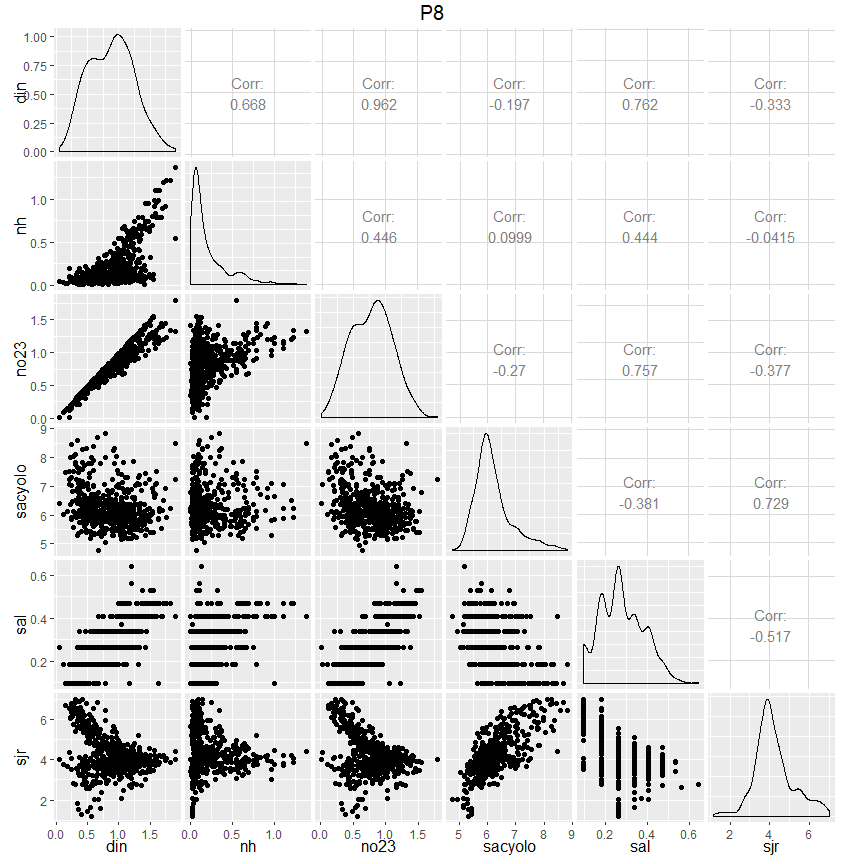 P8
din
1.00
0.75
0.50
0.25
0.00
Corr:
0.668
Corr:
0.962
Corr:
-0.197
Corr:
0.762
Corr:
-0.333
nh
1.0
0.5
0.0
Corr:
0.446
Corr:
0.0999
Corr:
0.444
Corr:
-0.0415
no23
1.5
1.0
0.5
0.0
Corr:
-0.27
Corr:
0.757
Corr:
-0.377
sacyolo
9
8
7
6
5
Corr:
-0.381
Corr:
0.729
sal
0.6
0.4
0.2
Corr:
-0.517
sjr
6
4
2
0.0 0.5 1.0 1.5 0.0 0.5 1.0 0.0 0.5 1.0 1.5 5 6 7 8 9 0.2 0.4 0.6 2 4 6
din nh no23 sacyolo sal sjr